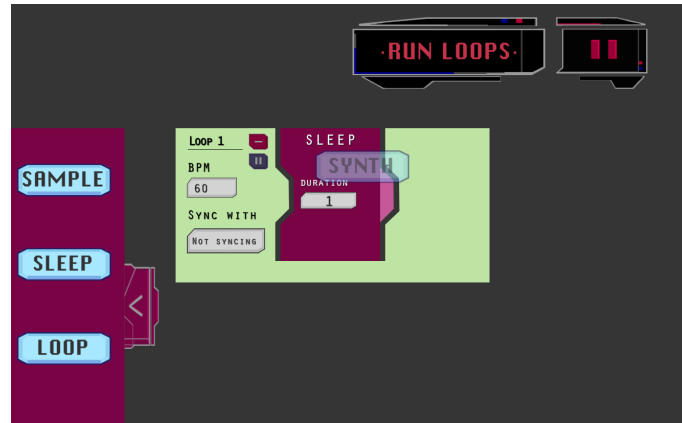 ·RUN LOOPS·
SAMPLE
SLEEP
LOOP
<
Loop 1
BPM
60
SYNC WITH
NOT SYNCING
SLEEP
SYNTH
DURATION
1